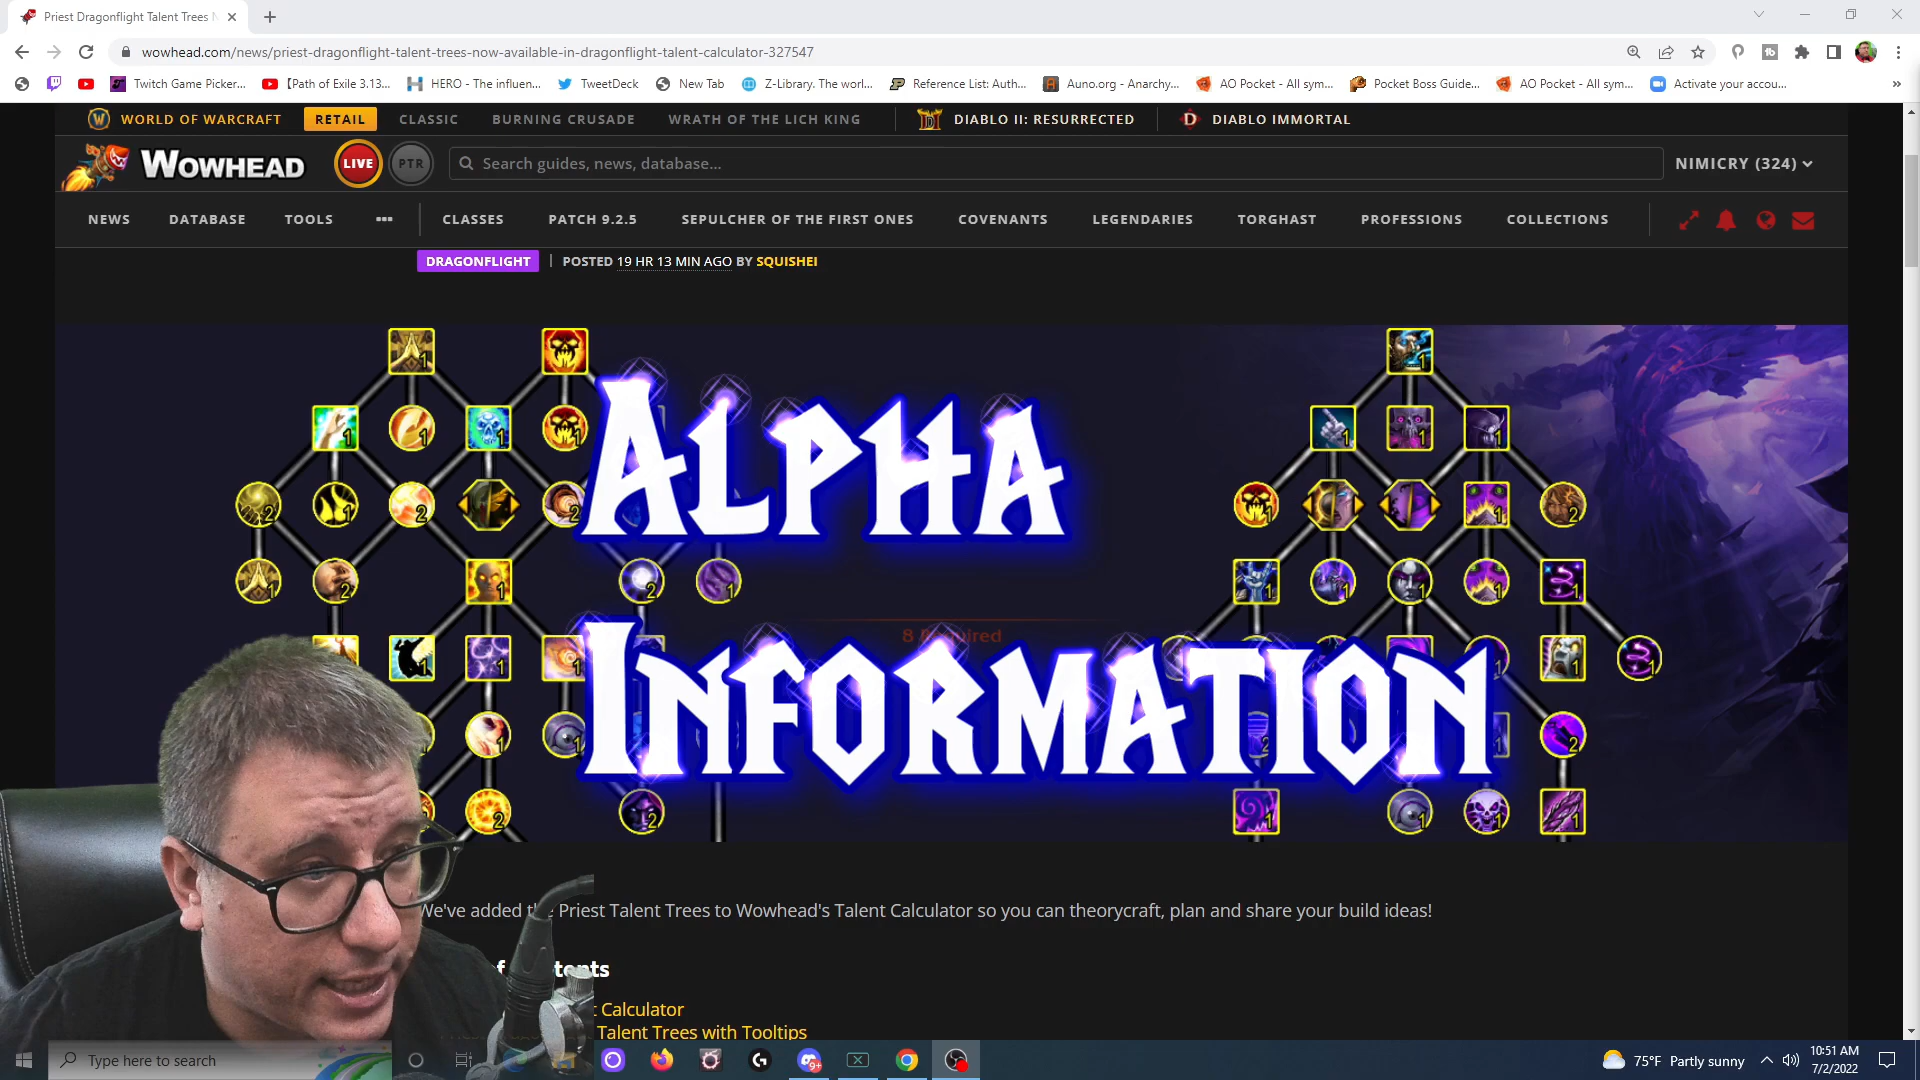 Priest Dragonflight Talent Trees N
wowhead.com/news/priest-dragonflight-talent-trees-now-available-in-dragonflight-talent-calculator-327547
Twitch Game Picker... 【Path of Exile 3.13... HERO - The influen... TweetDeck New Tab Z-Library. The worl... Reference List: Auth... Auno.org - Anarchy... AO Pocket - All sym... Pocket Boss Guide... AO Pocket - All sym... Activate your accou... »
WORLD OF WARCRAFT RETAIL CLASSIC BURNING CRUSADE WRATH OF THE LICH KING DIABLO II: RESURRECTED DIABLO IMMORTAL
WOWHEAD LIVE PTR Search guides, news, database... NIMICRY (324)
NEWS DATABASE TOOLS ••• CLASSES PATCH 9.2.5 SEPULCHER OF THE FIRST ONES COVENANTS LEGENDARIES TORGHAST PROFESSIONS COLLECTIONS
DRAGONFLIGHT | POSTED 19 HR 13 MIN AGO BY SQUISHEI
ALPHA
INFORMATION
We've added the Priest Talent Trees to Wowhead's Talent Calculator so you can theorycraft, plan and share your build ideas!
Calculator
Talent Trees with Tooltips
Type here to search
9+
75°F Partly sunny
10:51 AM
7/2/2022